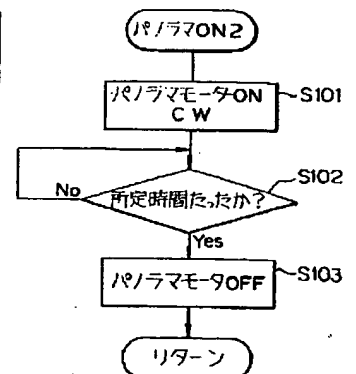 パノラマON2
パノラマモーターON
CW
S101
所定時間たったか?
S102
No
Yes
パノラマモータOFF
S103
リターン